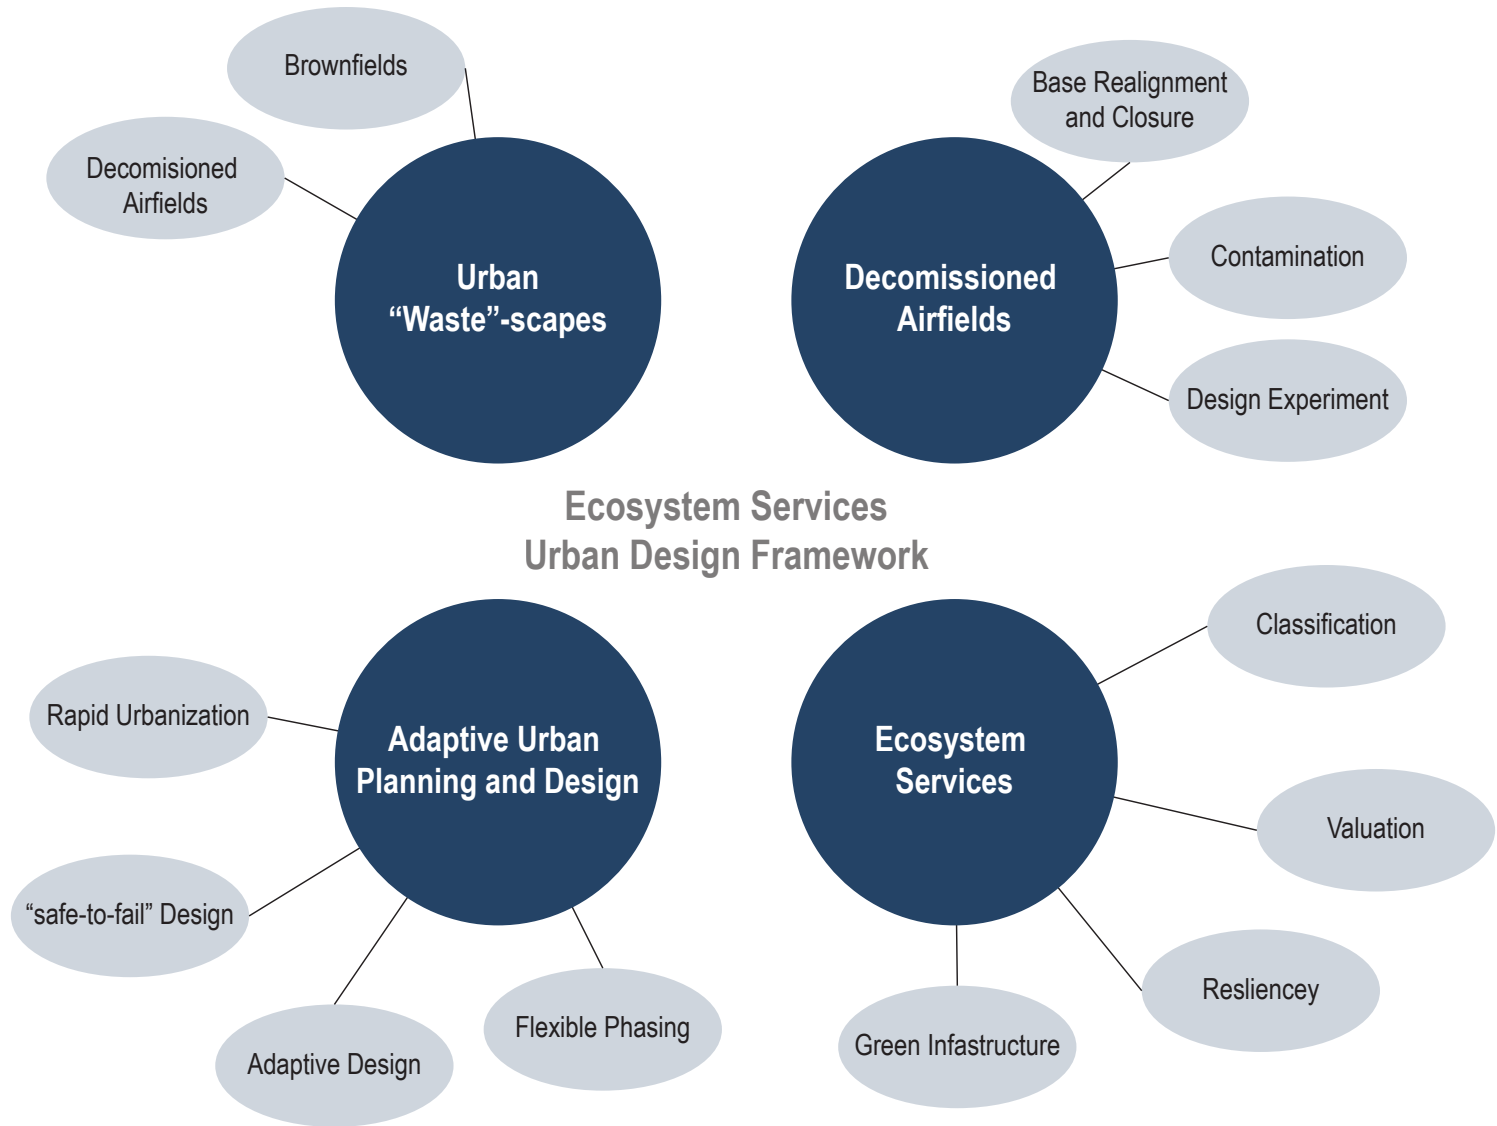 Brownfields
Decomisioned
Airfields
Urban
“Waste”-scapes
Base Realignment
and Closure
Decomissioned
Airfields
Contamination
Design Experiment
Ecosystem Services
Urban Design Framework
Rapid Urbanization
Adaptive Urban
Planning and Design
“safe-to-fail” Design
Adaptive Design
Flexible Phasing
Ecosystem
Services
Classification
Valuation
Resliencey
Green Infastructure